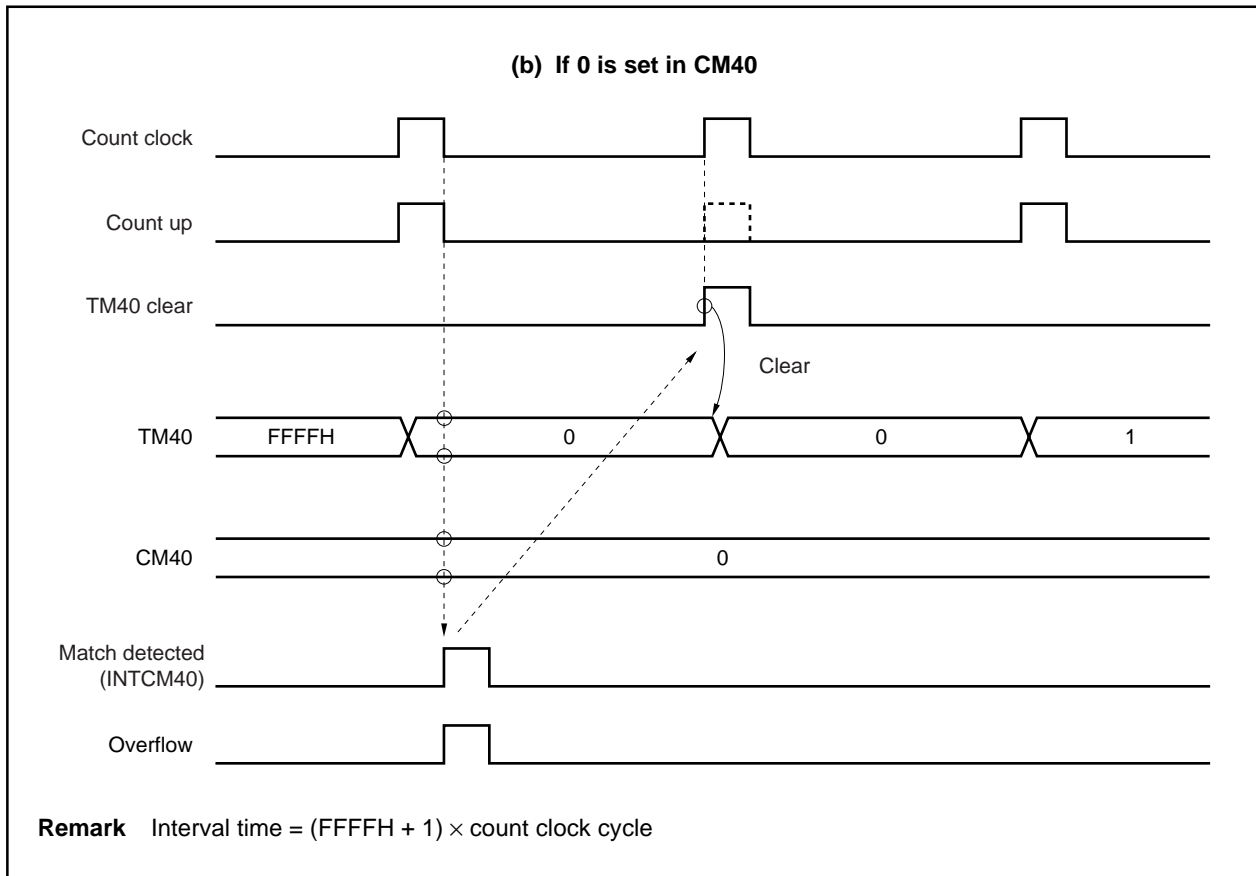 (b) If 0 is set in CM40
Count clock
Count up
TM40 clear
Clear
TM40
FFFFH
0
0
1
CM40
0
Match detected
(INTCM40)
Overflow
Remark Interval time = (FFFFH + 1) × count clock cycle